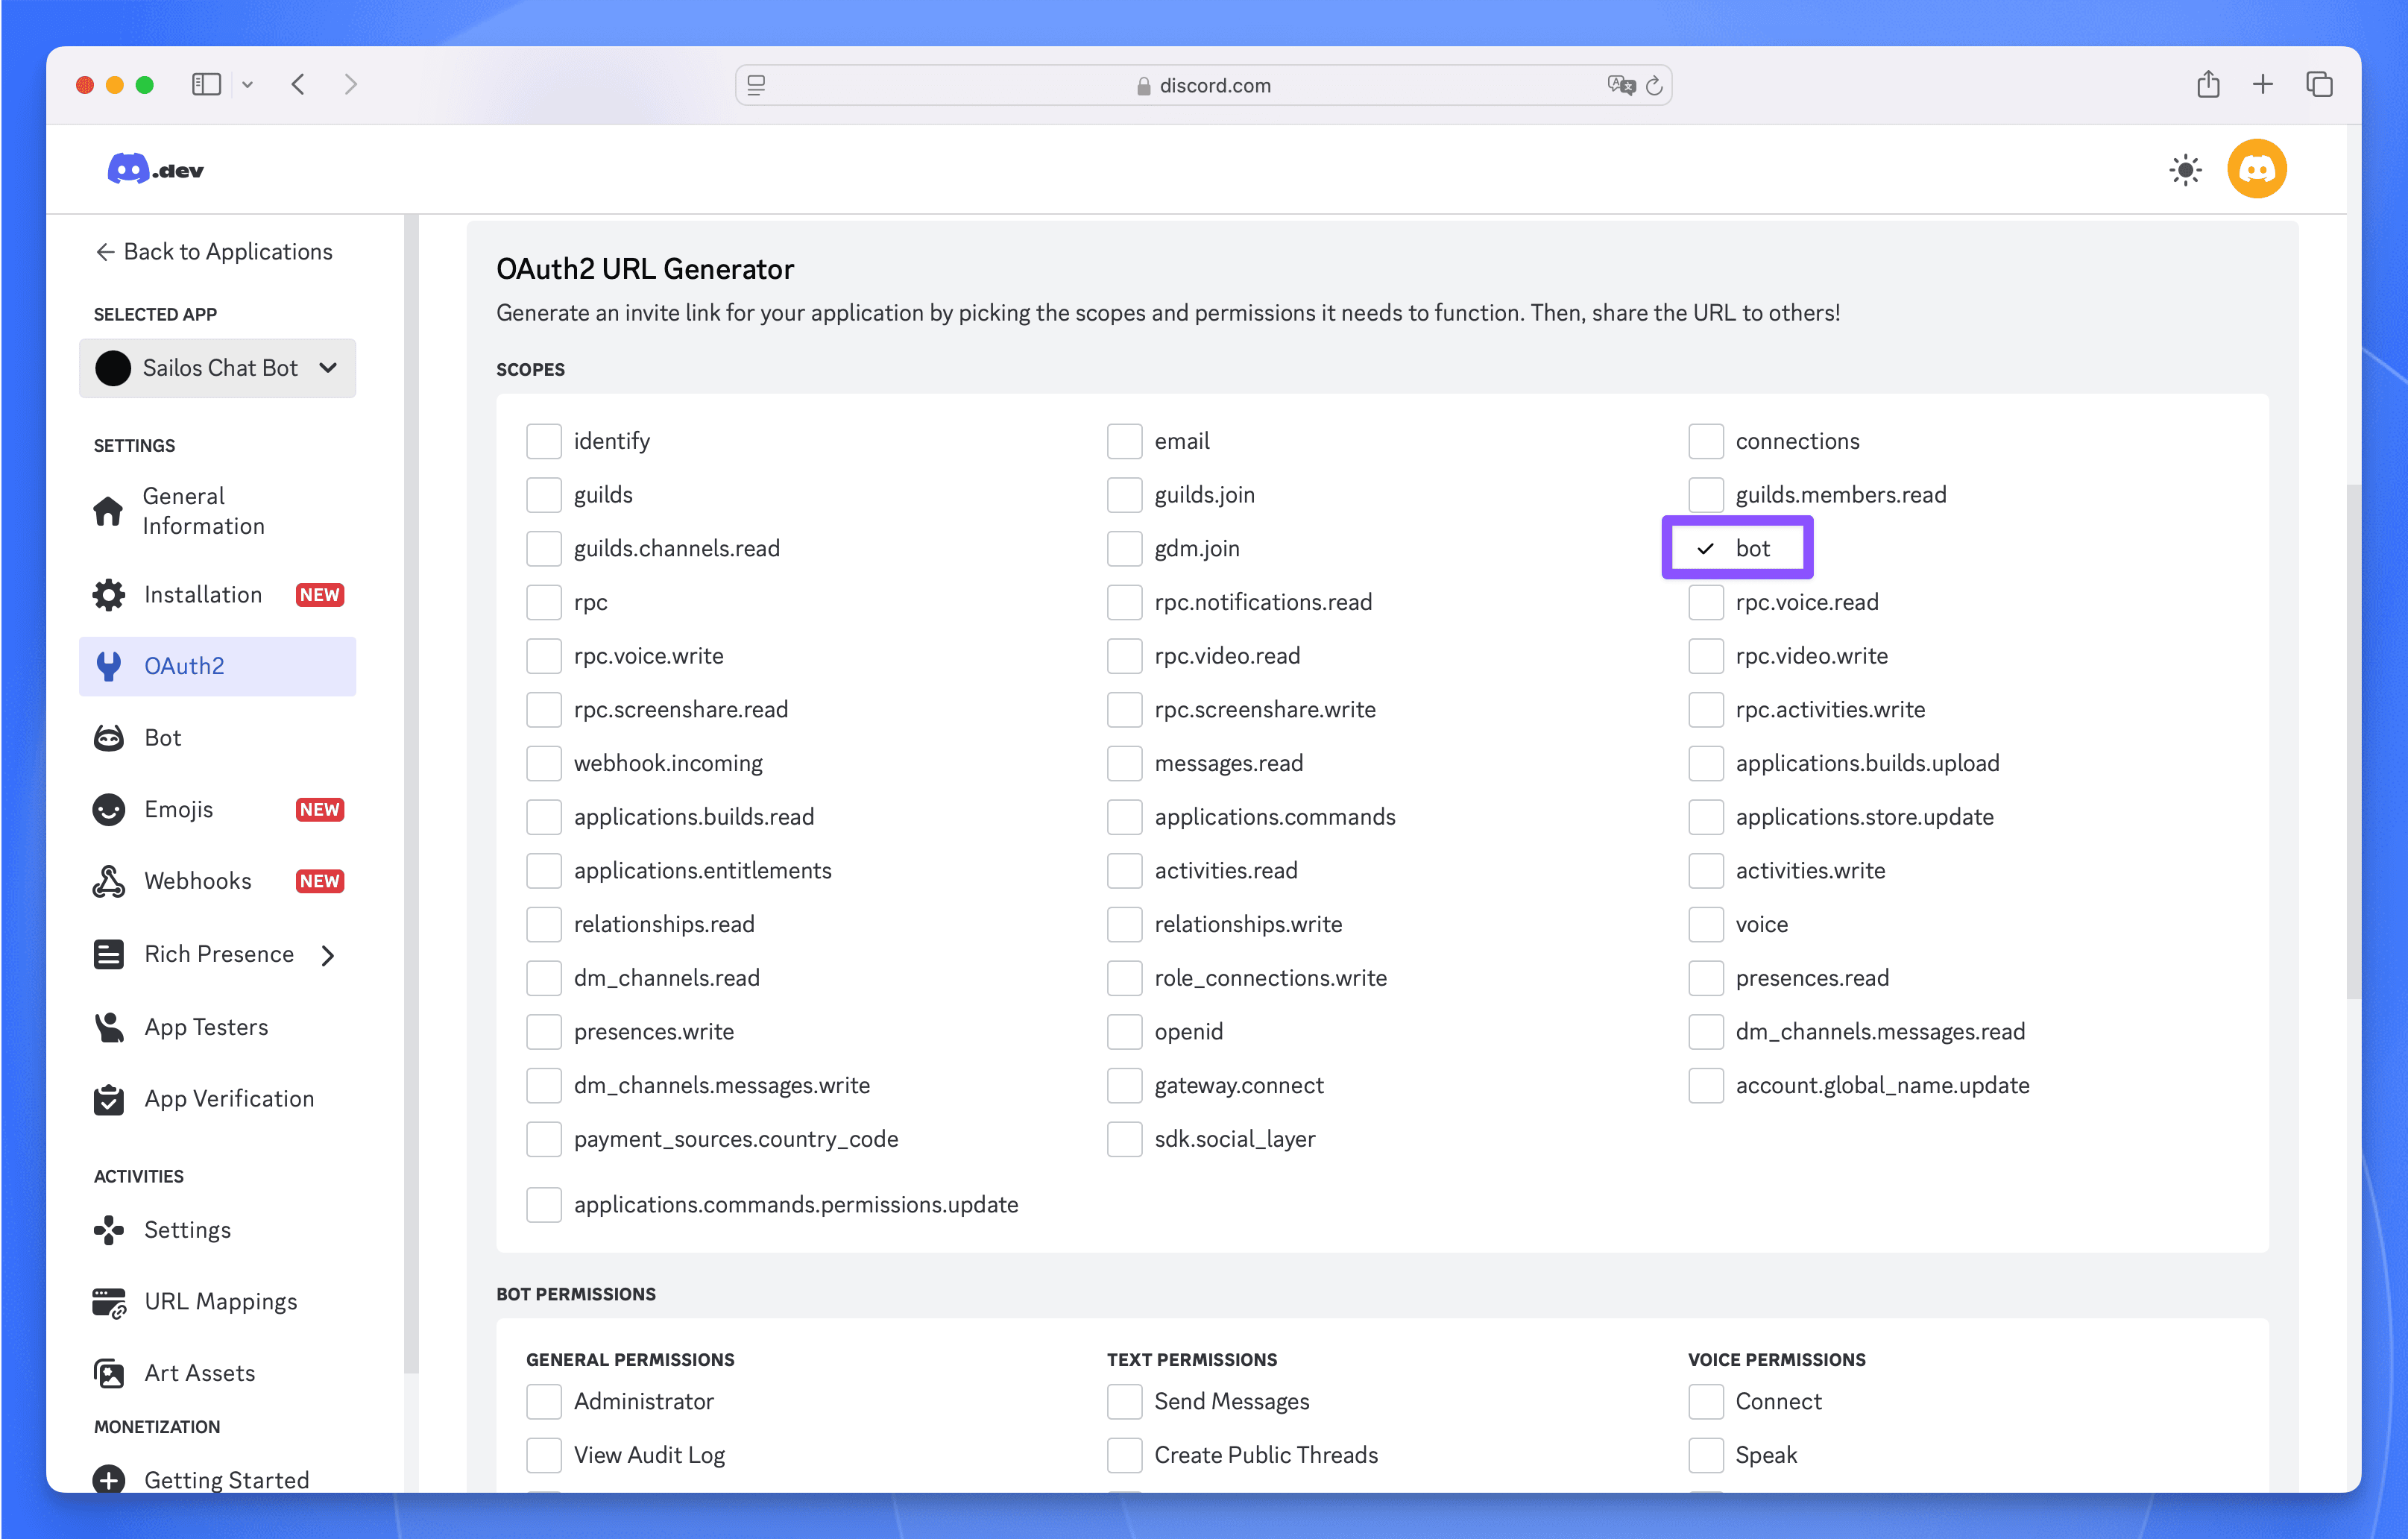 discord.com
.dev
Back to Applications
SELECTED APP
Sailos Chat Bot
SETTINGS
General
Information
Installation NEW
OAuth2
Bot
Emojis NEW
Webhooks NEW
Rich Presence
App Testers
App Verification
ACTIVITIES
Settings
URL Mappings
Art Assets
MONETIZATION
Getting Started
OAuth2 URL Generator
Generate an invite link for your application by picking the scopes and permissions it needs to function. Then, share the URL to others!
SCOPES
identify email connections
guilds guilds.join guilds.members.read
guilds.channels.read gdm.join bot
rpc rpc.notifications.read rpc.voice.read
rpc.voice.write rpc.video.read rpc.video.write
rpc.screenshare.read rpc.screenshare.write rpc.activities.write
webhook.incoming messages.read applications.builds.upload
applications.builds.read applications.commands applications.store.update
applications.entitlements activities.read activities.write
relationships.read relationships.write voice
dm_channels.read role_connections.write presences.read
presences.write openid dm_channels.messages.read
dm_channels.messages.write gateway.connect account.global_name.update
payment_sources.country_code sdk.social_layer
applications.commands.permissions.update
BOT PERMISSIONS
GENERAL PERMISSIONS TEXT PERMISSIONS VOICE PERMISSIONS
Administrator Send Messages Connect
View Audit Log Create Public Threads Speak